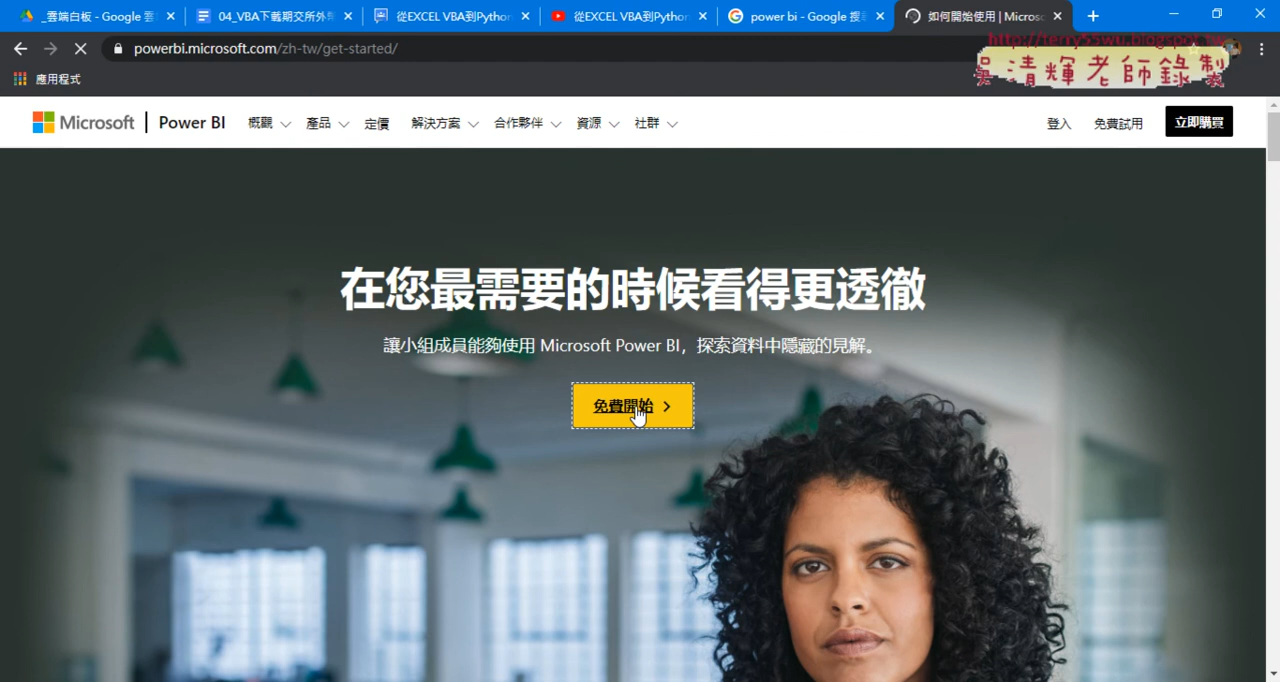 _雲端白板 - Google 雲
04_VBA下載期交所外
從EXCEL VBA到Python
從EXCEL VBA到Python
power bi - Google 搜
如何開始使用 | Micros
powerbi.microsoft.com/zh-tw/get-started/
http://terry55wu.blogspot.tw
吳清輝老師錄製
應用程式
Microsoft
Power BI
概觀
產品
定價
解決方案
合作夥伴
資源
社群
登入
免費試用
立即購買
在您最需要的時候看得更透徹
讓小組成員能夠使用 Microsoft Power BI，探索資料中隱藏的見解。
免費開始